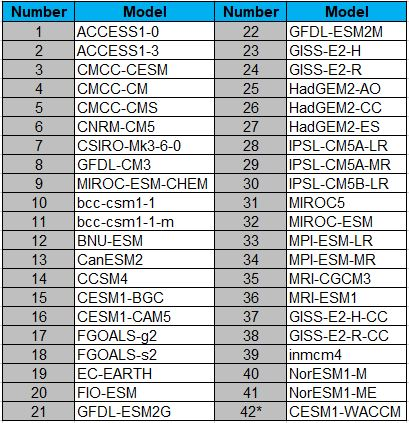 Number Model Number Model
1 ACCESS1-0 22 GFDL-ESM2M
2 ACCESS1-3 23 GISS-E2-H
3 CMCC-CESM 24 GISS-E2-R
4 CMCC-CM 25 HadGEM2-AO
5 CMCC-CMS 26 HadGEM2-CC
6 CNRM-CM5 27 HadGEM2-ES
7 CSIRO-Mk3-6-0 28 IPSL-CM5A-LR
8 GFDL-CM3 29 IPSL-CM5A-MR
9 MIROC-ESM-CHEM 30 IPSL-CM5B-LR
10 bcc-csm1-1 31 MIROC5
11 bcc-csm1-1-m 32 MIROC-ESM
12 BNU-ESM 33 MPI-ESM-LR
13 CanESM2 34 MPI-ESM-MR
14 CCSM4 35 MRI-CGCM3
15 CESM1-BGC 36 MRI-ESM1
16 CESM1-CAM5 37 GISS-E2-H-CC
17 FGOALS-g2 38 GISS-E2-R-CC
18 FGOALS-s2 39 inmcm4
19 EC-EARTH 40 NorESM1-M
20 FIO-ESM 41 NorESM1-ME
21 GFDL-ESM2G 42* CESM1-WACCM